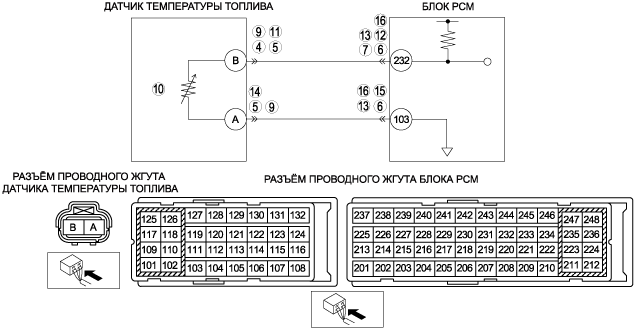 ДАТЧИК ТЕМПЕРАТУРЫ ТОПЛИВА
БЛОК PCM
16
9 11
13 12
4 5
7 6
B
232
10
14
16 15
5 9
13 6
A
103
РАЗЪЁМ ПРОВОДНОГО ЖГУТА
ДАТЧИКА ТЕМПЕРАТУРЫ ТОПЛИВА
РАЗЪЁМ ПРОВОДНОГО ЖГУТА БЛОКА PCM
B A
125 126 127 128 129 130 131 132
117 118 119 120 121 122 123 124
109 110 111 112 113 114 115 116
101 102 103 104 105 106 107 108
237 238 239 240 241 242 243 244 245 246 247 248
225 226 227 228 229 230 231 232 233 234 235 236
213 214 215 216 217 218 219 220 221 222 223 224
201 202 203 204 205 206 207 208 209 210 211 212